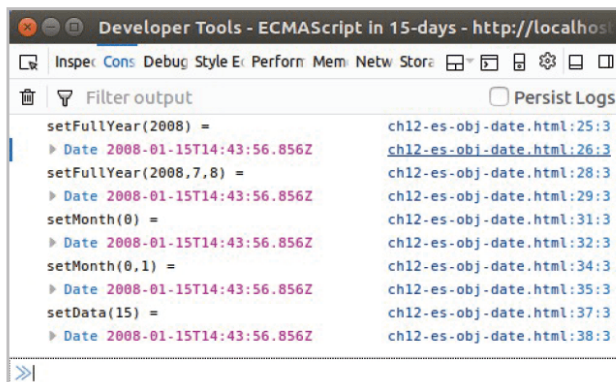 Developer Tools - ECMAScript in 15-days - http://localhost
Inspec Cons Debug Style E Perform Mem Netw Stora
Filter output Persist Logs
setFullYear(2008) = ch12-es-obj-date.html:25:3
Date 2008-01-15T14:43:56.856Z ch12-es-obj-date.html:26:3
setFullYear(2008,7,8) = ch12-es-obj-date.html:28:3
Date 2008-01-15T14:43:56.856Z ch12-es-obj-date.html:29:3
setMonth(0) = ch12-es-obj-date.html:31:3
Date 2008-01-15T14:43:56.856Z ch12-es-obj-date.html:32:3
setMonth(0,1) = ch12-es-obj-date.html:34:3
Date 2008-01-15T14:43:56.856Z ch12-es-obj-date.html:35:3
setData(15) = ch12-es-obj-date.html:37:3
Date 2008-01-15T14:43:56.856Z ch12-es-obj-date.html:38:3